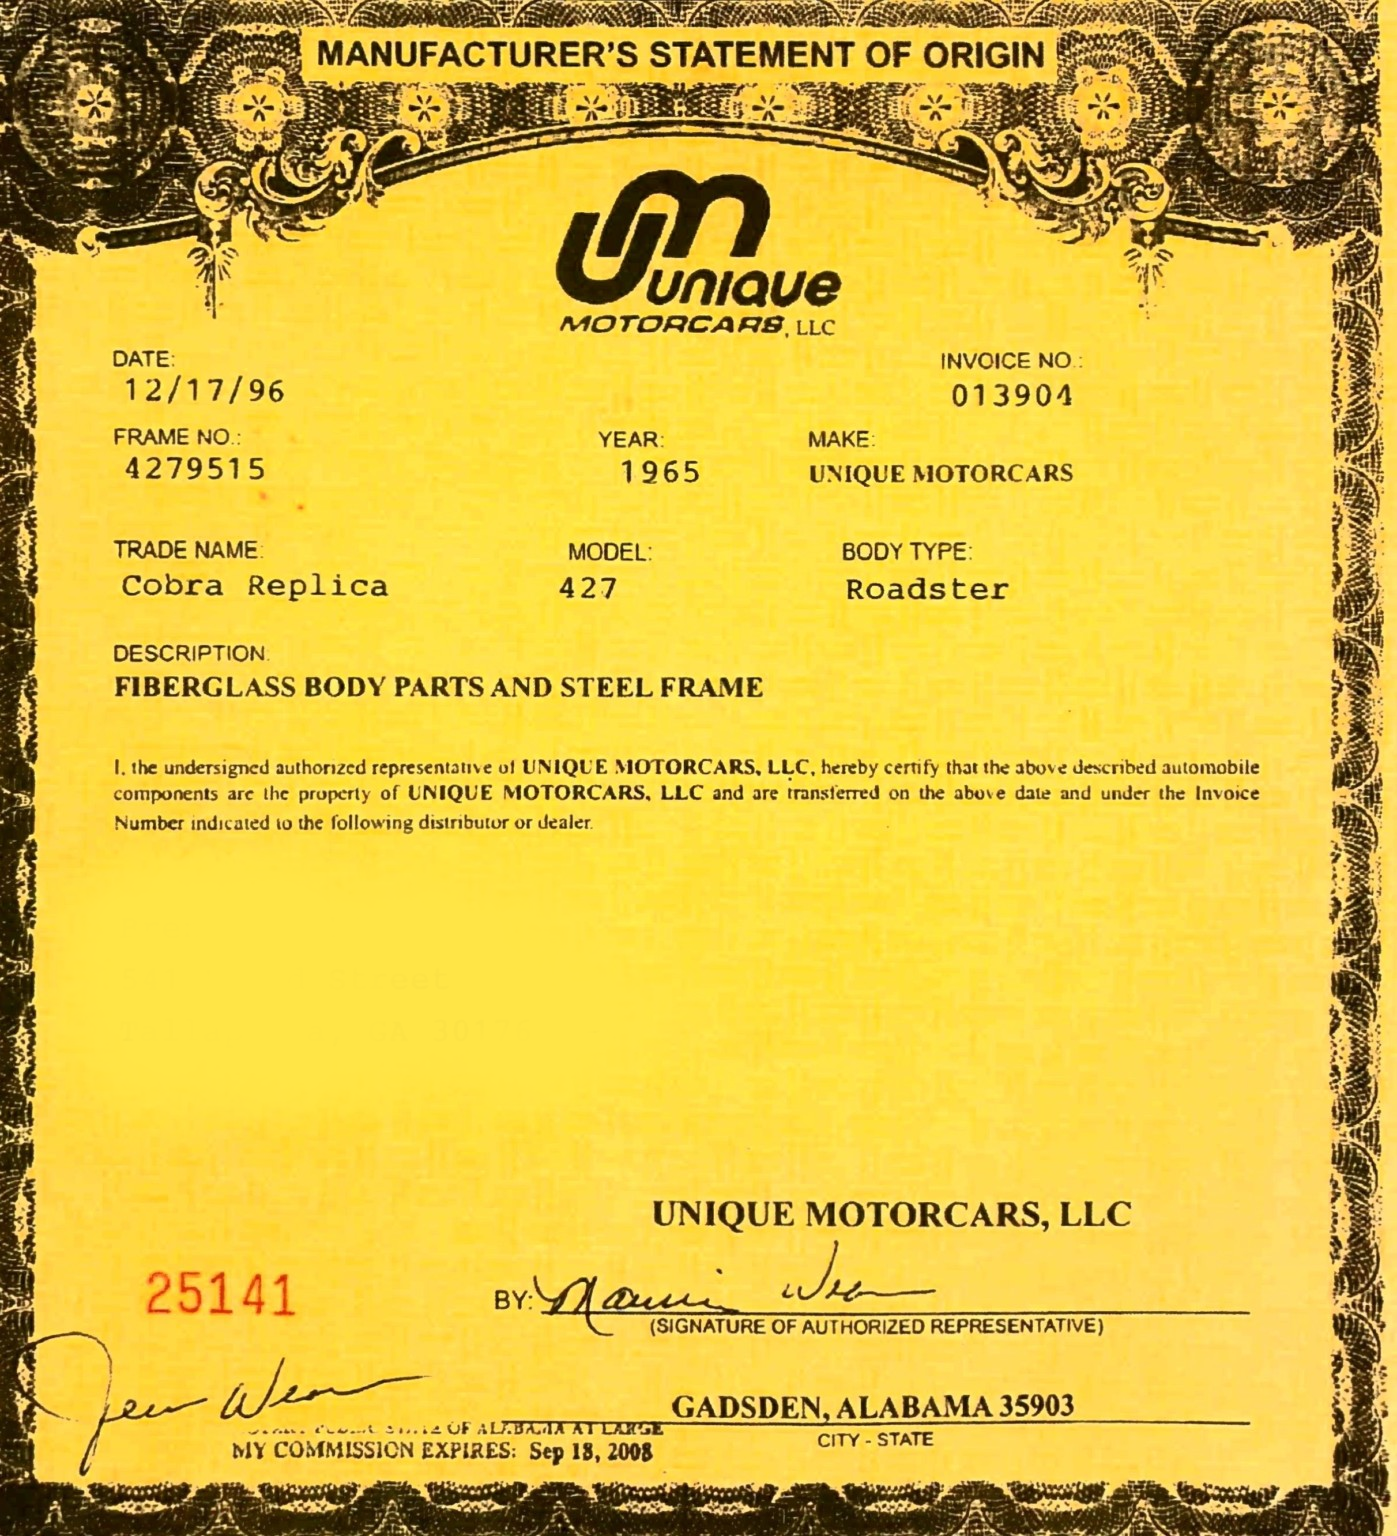 MANUFACTURER'S STATEMENT OF ORIGIN
UNIQUE
MOTORCARS, LLC
DATE: INVOICE NO.:
12/17/96 013904
FRAME NO.: YEAR: MAKE:
4279515 1965 UNIQUE MOTORCARS
TRADE NAME: MODEL: BODY TYPE:
Cobra Replica 427 Roadster
DESCRIPTION:
FIBERGLASS BODY PARTS AND STEEL FRAME
I, the undersigned authorized representative of UNIQUE MOTORCARS, LLC, hereby certify that the above described automobile
components are the property of UNIQUE MOTORCARS, LLC and are transferred on the above date and under the Invoice
Number indicated to the following distributor or dealer.
UNIQUE MOTORCARS, LLC
25141
BY: Weaver
(SIGNATURE OF AUTHORIZED REPRESENTATIVE)
GADSDEN, ALABAMA 35903
STATE OF ALABAMA AT LARGE
CITY - STATE
MY COMMISSION EXPIRES: Sep 18, 2008